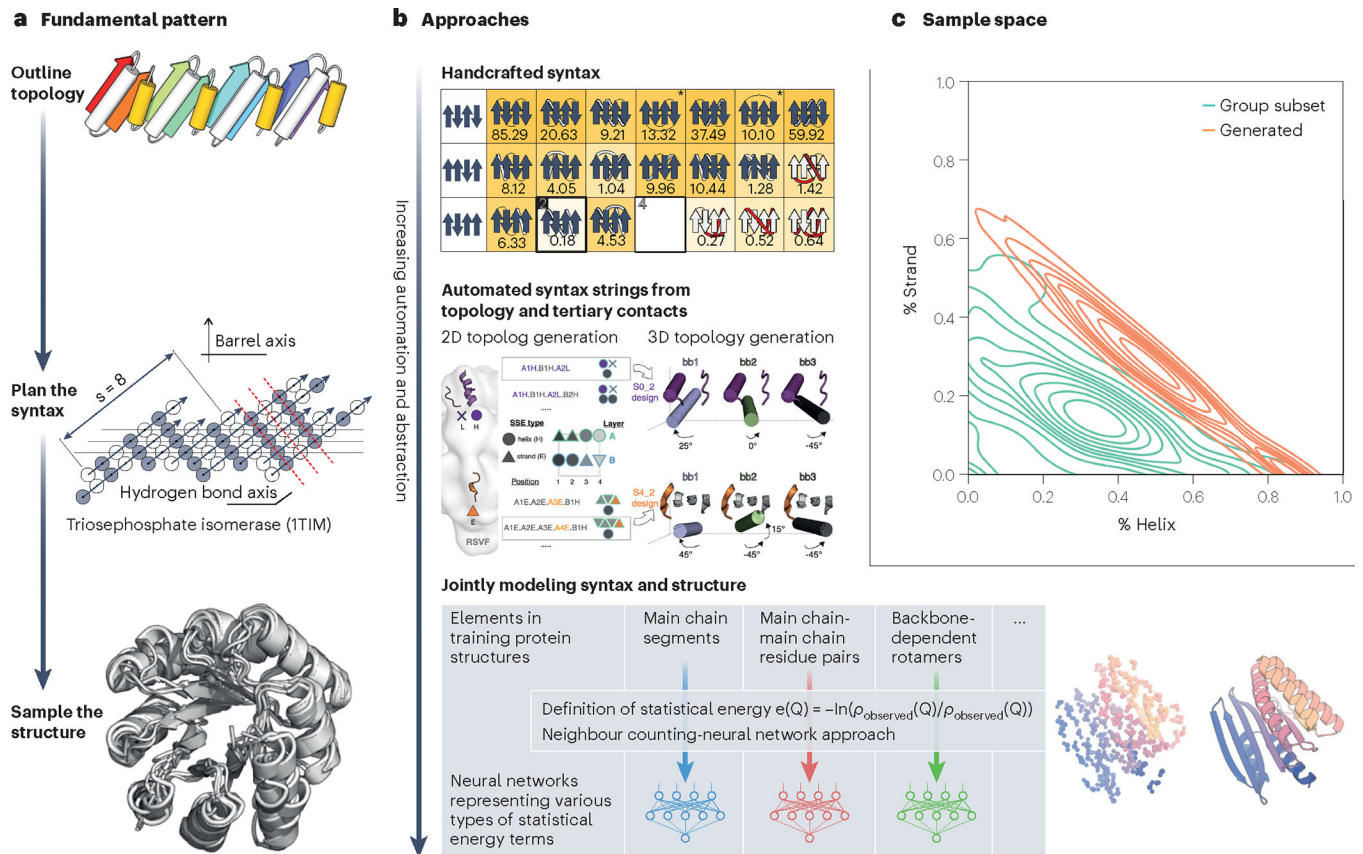 a Fundamental pattern
Outline
topology
Plan the
syntax
Sample the
structure
Barrel axis
s = 8
Hydrogen bond axis
Triosephosphate isomerase (1TIM)
b Approaches
Increasing automation and abstraction
Handcrafted syntax
85.29 20.63 9.21 13.32 * 37.49 10.10 * 59.92
8.12 4.05 1.04 9.96 10.44 1.28 1.42
6.33 2 0.18 4.53 4 0.27 0.52 0.64
Automated syntax strings from
topology and tertiary contacts
2D topolog generation
3D topology generation
A1H.B1H.A2L
A1H.B1H.A2L.B2H
.....
L H
SSE type
helix (H)
strand (E)
Layer
A
B
Position 1 2 3 4
A1E.A2E.A3E.B1H
A1E.A2E.A3E.A4E.B1H
.....
E
RSVF
S0_2
design
bb1 bb2 bb3
25° 0° -45°
S4_2
design
bb1 bb2 bb3
15°
45° -45° -45°
Jointly modeling syntax and structure
Elements in
training protein
structures
Main chain
segments
Main chain-
main chain
residue pairs
Backbone-
dependent
rotamers
...
Definition of statistical energy e(Q) = −ln(ρobserved(Q)/ρobserved(Q))
Neighbour counting-neural network approach
Neural networks
representing various
types of statistical
energy terms
c Sample space
Group subset
Generated
% Strand
1.0
0.8
0.6
0.4
0.2
0.0
0.0 0.2 0.4 0.6 0.8 1.0
% Helix